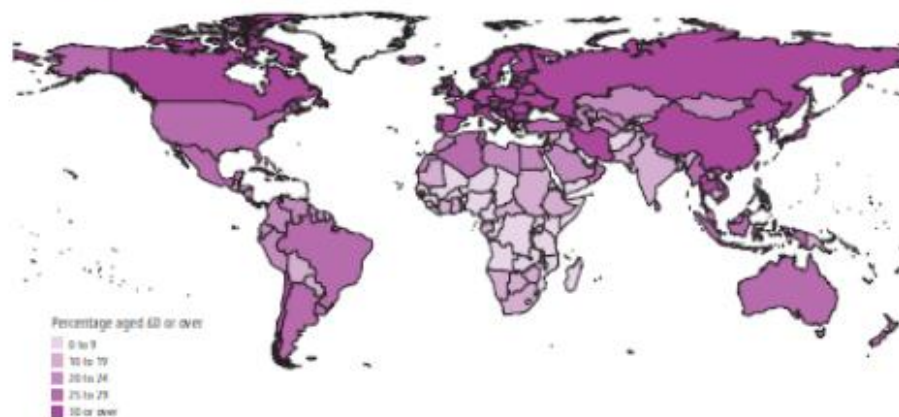 Percentage aged 60 or over
0 to 9
10 to 19
20 to 24
25 to 29
30 or over